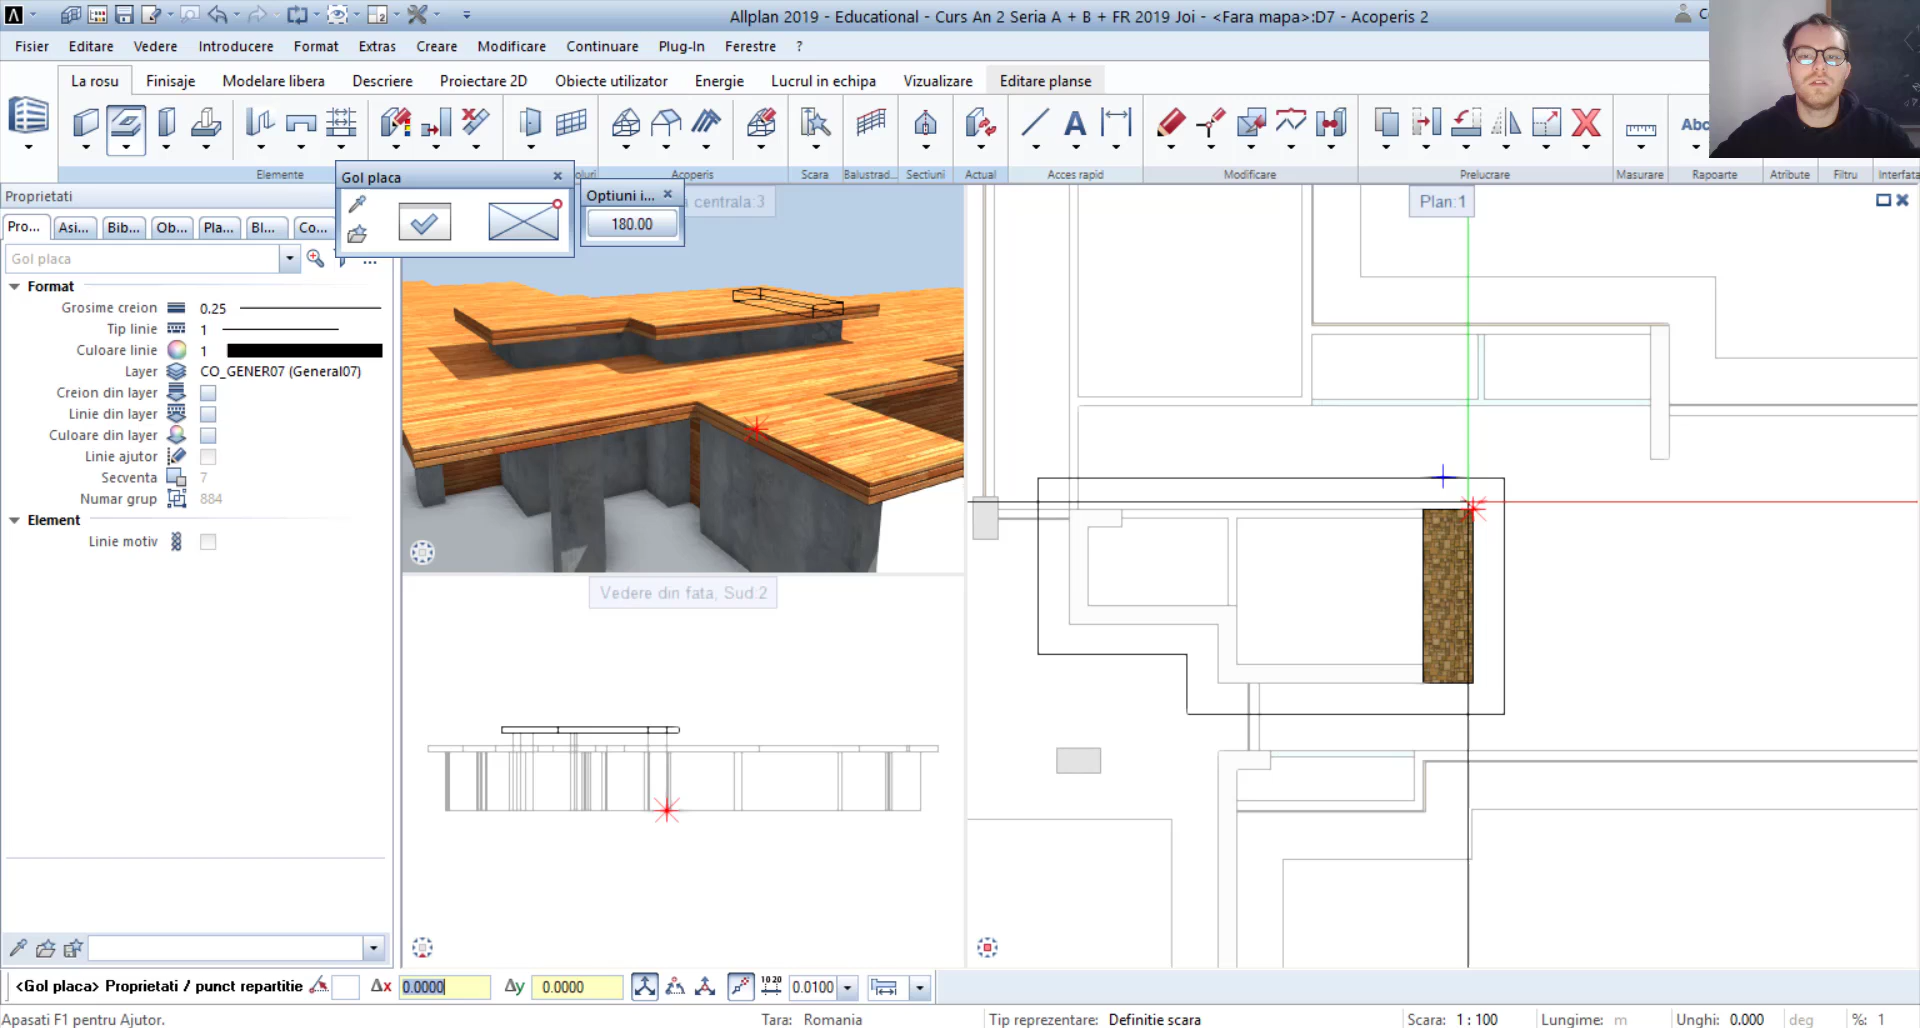 Allplan 2019 - Educational - Curs An 2 Seria A + B + FR 2019 Joi - <Fara mapa>:D7 - Acoperis 2
Fisier Editare Vedere Introducere Format Extras Creare Modificare Continuare Plug-In Ferestre ?
La rosu Finisaje Modelare libera Descriere Proiectare 2D Obiecte utilizator Energie Lucrul in echipa Vizualizare Editare planse
A Abc
Elemente Acoperis Scara Balustrad... Sectiuni Actual Acces rapid Modificare Prelucrare Masurare Rapoarte Atribute Filtru Interfata
Gol placa
Optiuni i...
180.00
a centrala:3
Plan:1
Proprietati
Pro... Asi... Bib... Ob... Pla... Bl... Co...
Gol placa
...
Format
Grosime creion 0.25
Tip linie 1
Culoare linie 1
Layer CO_GENER07 (General07)
Creion din layer
Linie din layer
Culoare din layer
Linie ajutor
Secventa 7
Numar grup 884
Element
Linie motiv
Vedere din fata, Sud:2
<Gol placa> Proprietati / punct repartitie Δx 0.0000 Δy 0.0000 10 20 0.0100
Apasati F1 pentru Ajutor. Tara: Romania Tip reprezentare: Definitie scara Scara: 1 : 100 Lungime: m Unghi: 0.000 deg %: 1